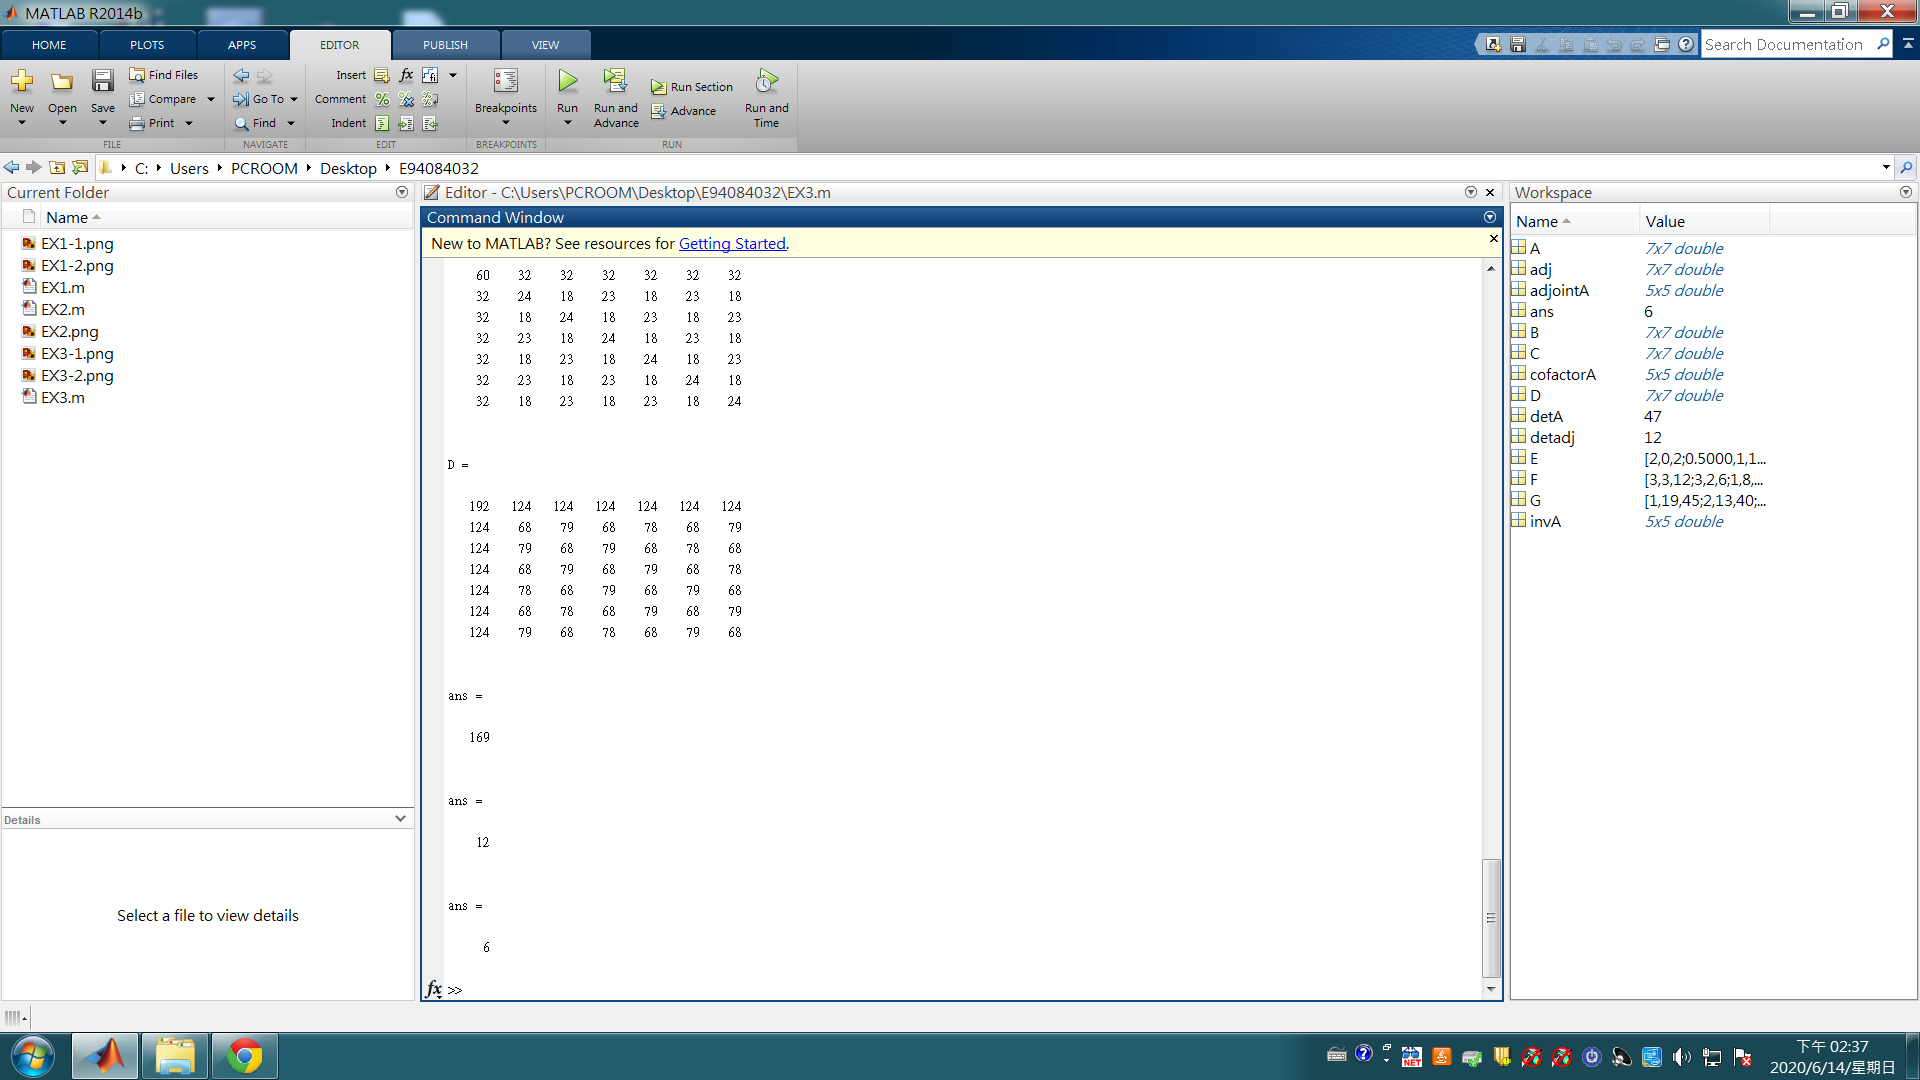 MATLAB R2014b
HOME PLOTS APPS EDITOR PUBLISH VIEW
Search Documentation
New Open Save Find Files Compare Print
Go To Find
Insert Comment Indent
Breakpoints
Run Run and Advance Run Section Advance Run and Time
FILE NAVIGATE EDIT BREAKPOINTS RUN
C: Users PCROOM Desktop E94084032
Current Folder
Name
EX1-1.png
EX1-2.png
EX1.m
EX2.m
EX2.png
EX3-1.png
EX3-2.png
EX3.m
Details
Select a file to view details
Editor - C:\Users\PCROOM\Desktop\E94084032\EX3.m
Command Window
New to MATLAB? See resources for Getting Started.
60 32 32 32 32 32 32
32 24 18 23 18 23 18
32 18 24 18 23 18 23
32 23 18 24 18 23 18
32 18 23 18 24 18 23
32 23 18 23 18 24 18
32 18 23 18 23 18 24
D =
192 124 124 124 124 124 124
124 68 79 68 78 68 79
124 79 68 79 68 78 68
124 68 79 68 79 68 78
124 78 68 79 68 79 68
124 68 78 68 79 68 79
124 79 68 78 68 79 68
ans =
169
ans =
12
ans =
6
fx >>
Workspace
Name Value
A 7x7 double
adj 7x7 double
adjointA 5x5 double
ans 6
B 7x7 double
C 7x7 double
cofactorA 5x5 double
D 7x7 double
detA 47
detadj 12
E [2,0,2;0.5000,1,1...
F [3,3,12;3,2,6;1,8,...
G [1,19,45;2,13,40;...
invA 5x5 double
下午 02:37
2020/6/14/星期日